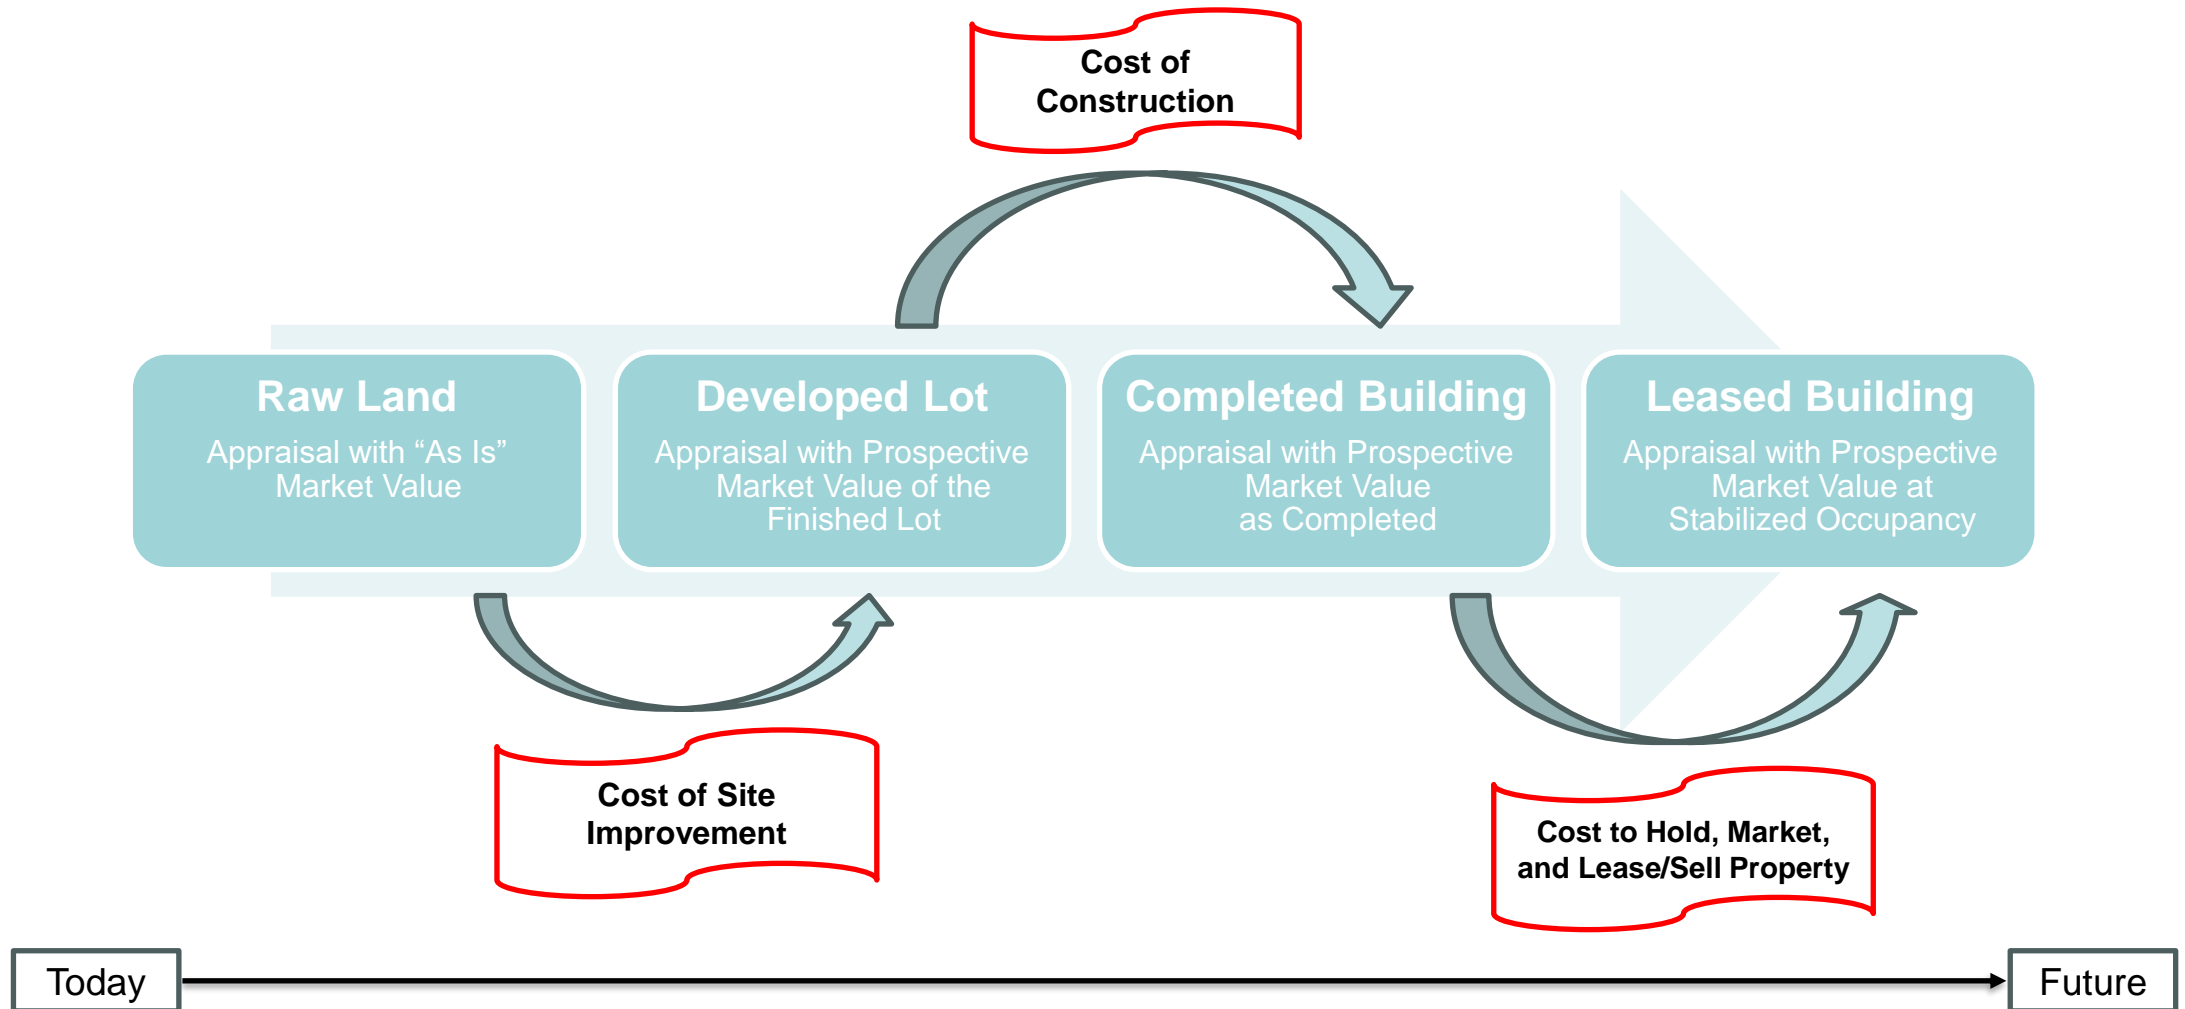 Cost of
Construction
Raw Land
Appraisal with “As Is”
Market Value
Developed Lot
Appraisal with Prospective
Market Value of the
Finished Lot
Completed Building
Appraisal with Prospective
Market Value
as Completed
Leased Building
Appraisal with Prospective
Market Value at
Stabilized Occupancy
Cost of Site
Improvement
Cost to Hold, Market,
and Lease/Sell Property
Today
Future